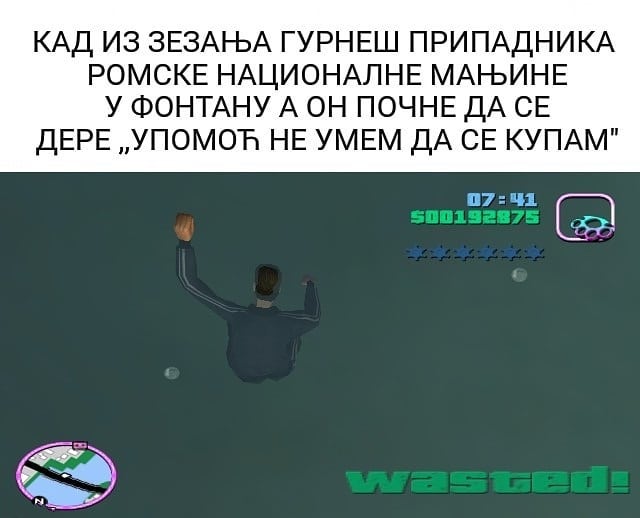 КАД ИЗ ЗЕЗАЊА ГУРНЕШ ПРИПАДНИКА
РОМСКЕ НАЦИОНАЛНЕ МАЊИНЕ
У ФОНТАНУ А ОН ПОЧНЕ ДА СЕ
ДЕРЕ „УПОМОЋ НЕ УМЕМ ДА СЕ КУПАМ"
07:41
$00192875
N
wasted!